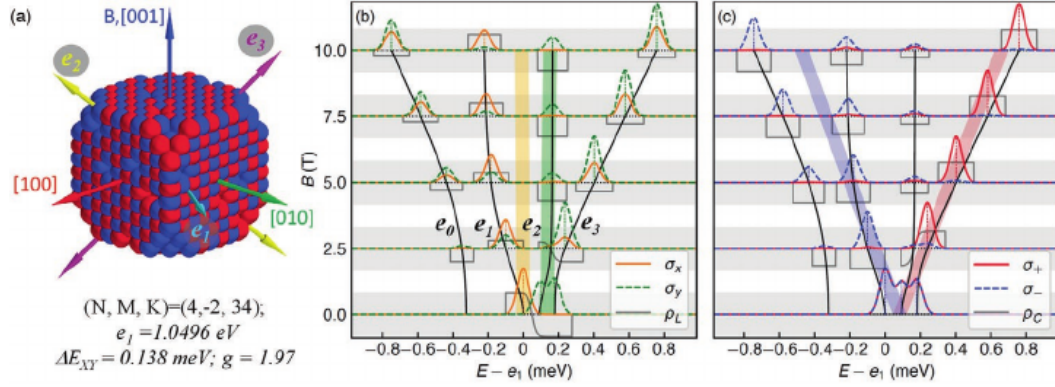 (a)
B,[001]
e3
e2
[100]
[010]
e1
(N, M, K)=(4,-2, 34);
e1 =1.0496 eV
ΔEXY = 0.138 meV; g = 1.97
(b)
B (T)
10.0
7.5
5.0
2.5
0.0
e0 e1 e2 e3
σx
σy
ρL
−0.8 −0.6 −0.4 −0.2 0 0.2 0.4 0.6 0.8
E − e1 (meV)
(c)
σ+
σ−
ρC
−0.8 −0.6 −0.4 −0.2 0 0.2 0.4 0.6 0.8
E − e1 (meV)